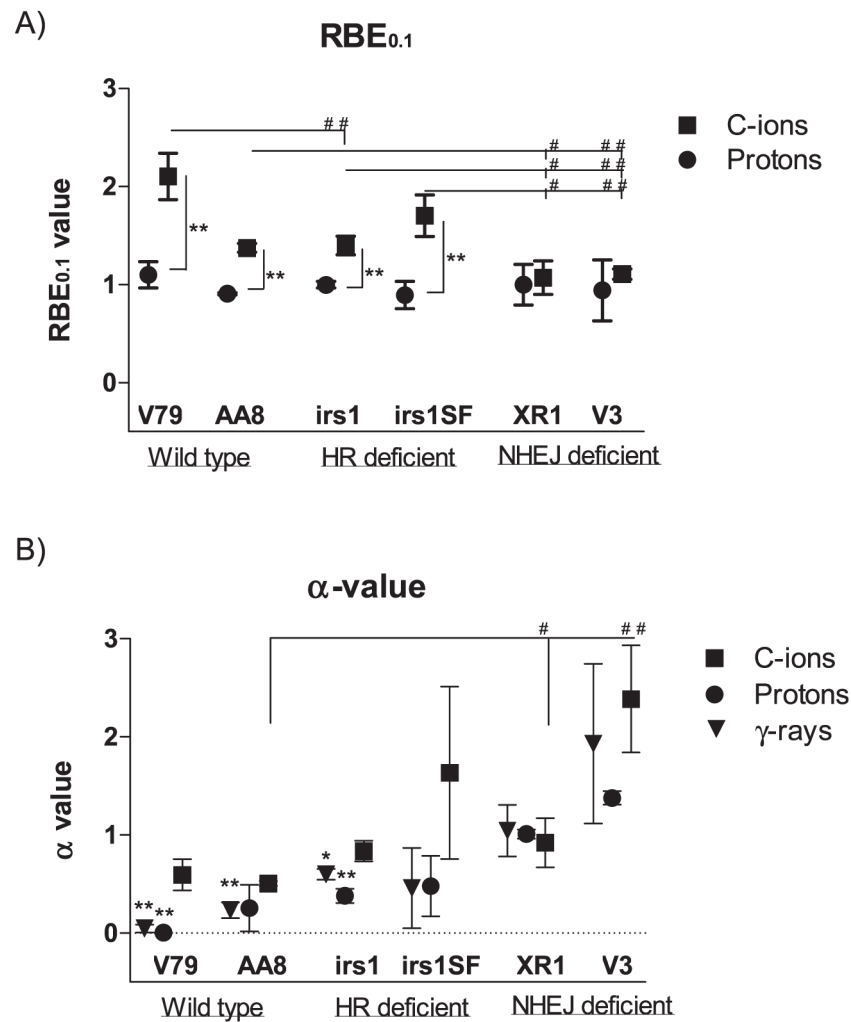 A)
RBE0.1
3
2
1
0
RBE0.1 value
# #
# # #
# # #
# # #
**
**
**
**
C-ions
Protons
V79 AA8 irs1 irs1SF XR1 V3
Wild type HR deficient NHEJ deficient
B)
α-value
3
2
1
0
α value
# # #
** **
**
*
**
C-ions
Protons
γ-rays
V79 AA8 irs1 irs1SF XR1 V3
Wild type HR deficient NHEJ deficient